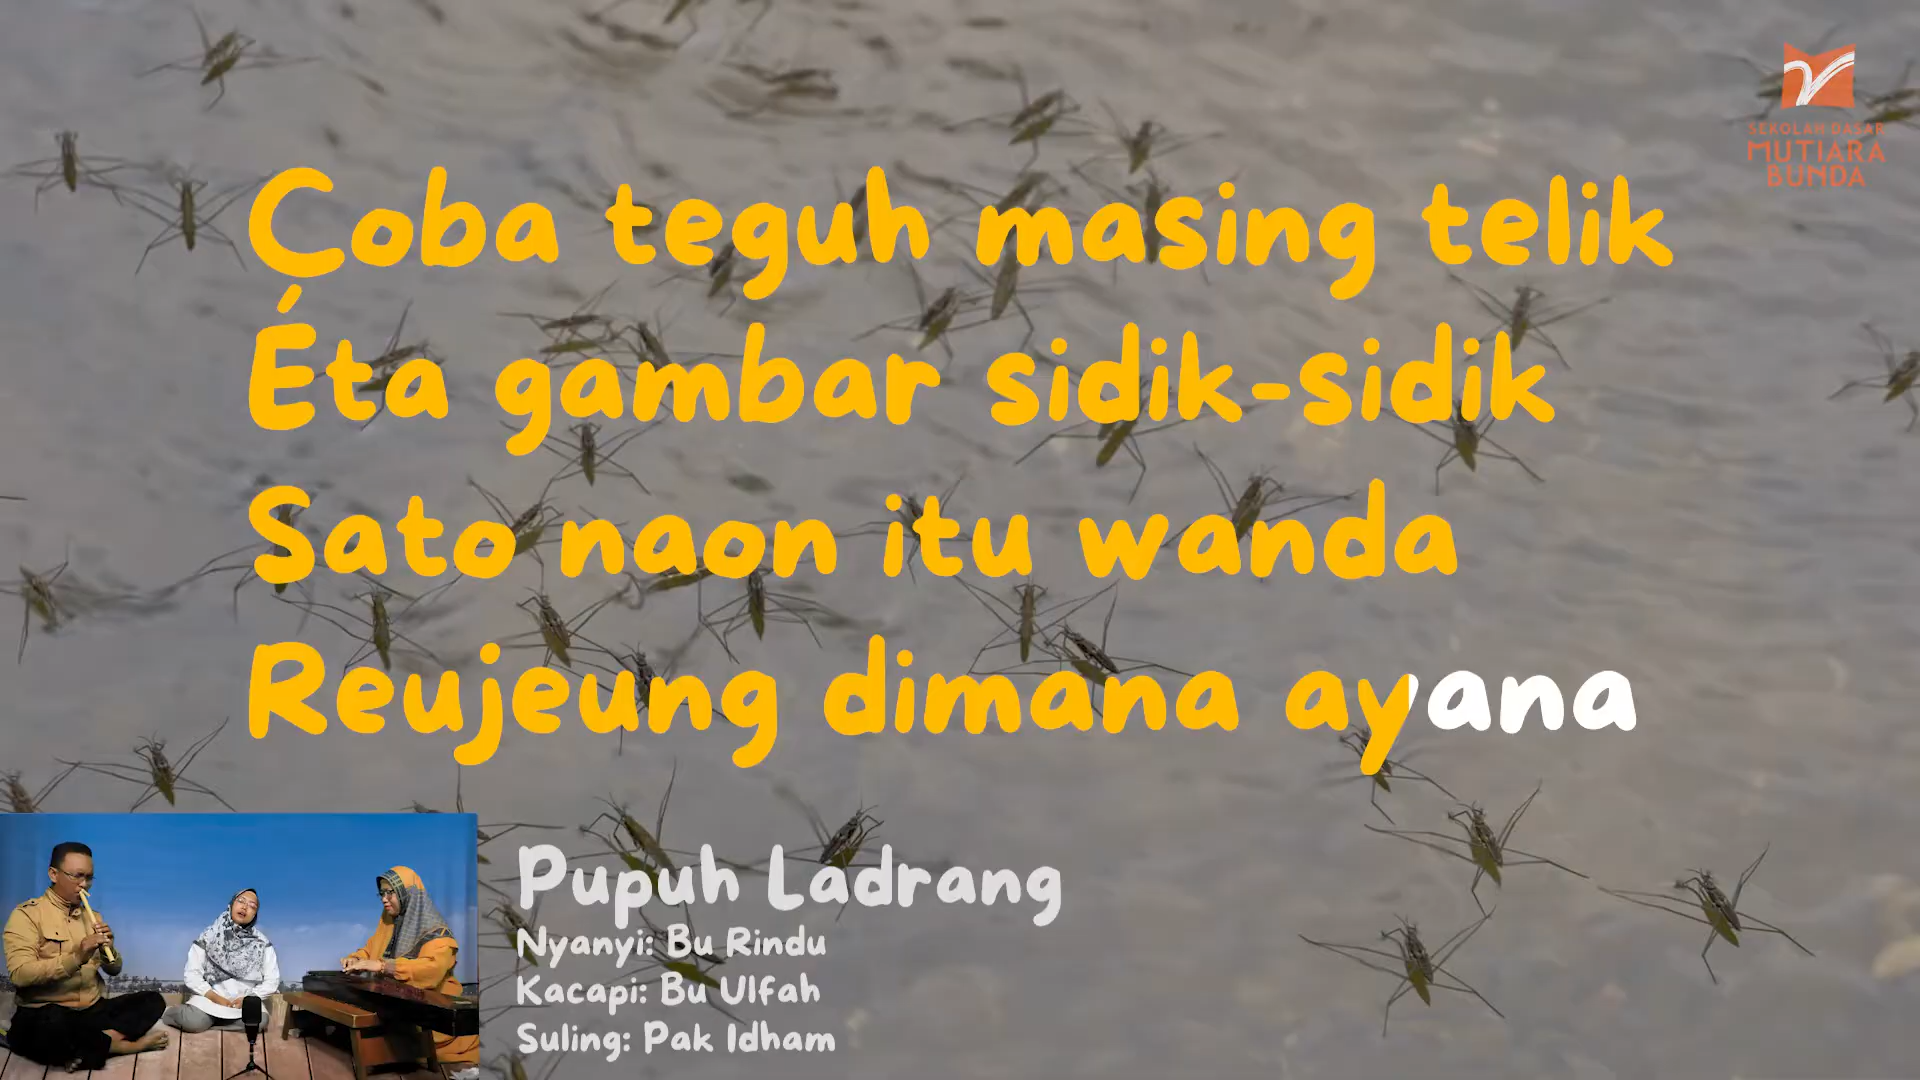 SEKOLAH DASAR
MUTIARA
BUNDA
Coba teguh masing telik
Éta gambar sidik-sidik
Sato naon itu wanda
Reujeung dimana ayana
Pupuh Ladrang
Nyanyi: Bu Rindu
Kacapi: Bu Ulfah
Suling: Pak Idham